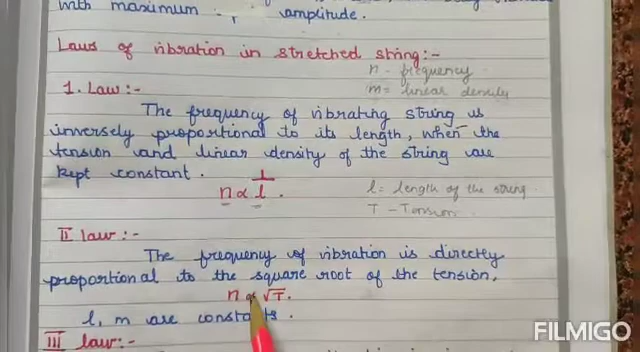 with maximum amplitude.
Laws of vibration in stretched string:-
n - frequency
m = linear density
1. Law:-
The frequency of vibrating string is
inversely proportional to its length, when the
tension and linear density of the string are
kept constant.
n ∝ 1/l.
l = length of the string
T - Tension
II law:-
The frequency of vibration is directly
proportional to the square root of the tension.
n ∝ √T.
l, m are constants.
III law:-
FILMIGO